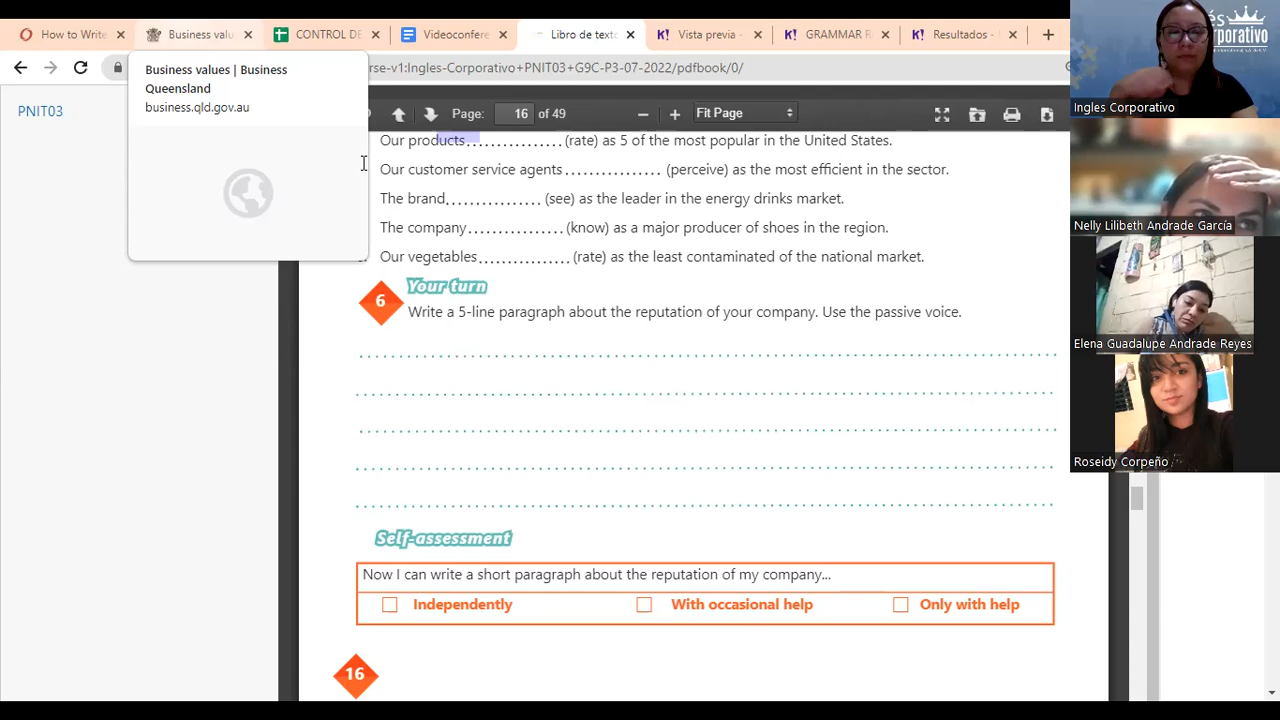 How to Write
Business valu
CONTROL DE
Videoconfere
Libro de texto
Vista previa -
GRAMMAR R
Resultados -
rse-v1:Ingles-Corporativo+PNIT03+G9C-P3-07-2022/pdfbook/0/
Business values | Business
Queensland
business.qld.gov.au
PNIT03
Page: 16 of 49
Fit Page
Our products................(rate) as 5 of the most popular in the United States.
Our customer service agents ................ (perceive) as the most efficient in the sector.
The brand................ (see) as the leader in the energy drinks market.
The company................ (know) as a major producer of shoes in the region.
Our vegetables................ (rate) as the least contaminated of the national market.
6
Your turn
Write a 5-line paragraph about the reputation of your company. Use the passive voice.
Self-assessment
Now I can write a short paragraph about the reputation of my company...
Independently
With occasional help
Only with help
16
Ingles Corporativo
Nelly Lilibeth Andrade García
Elena Guadalupe Andrade Reyes
Roseidy Corpeño